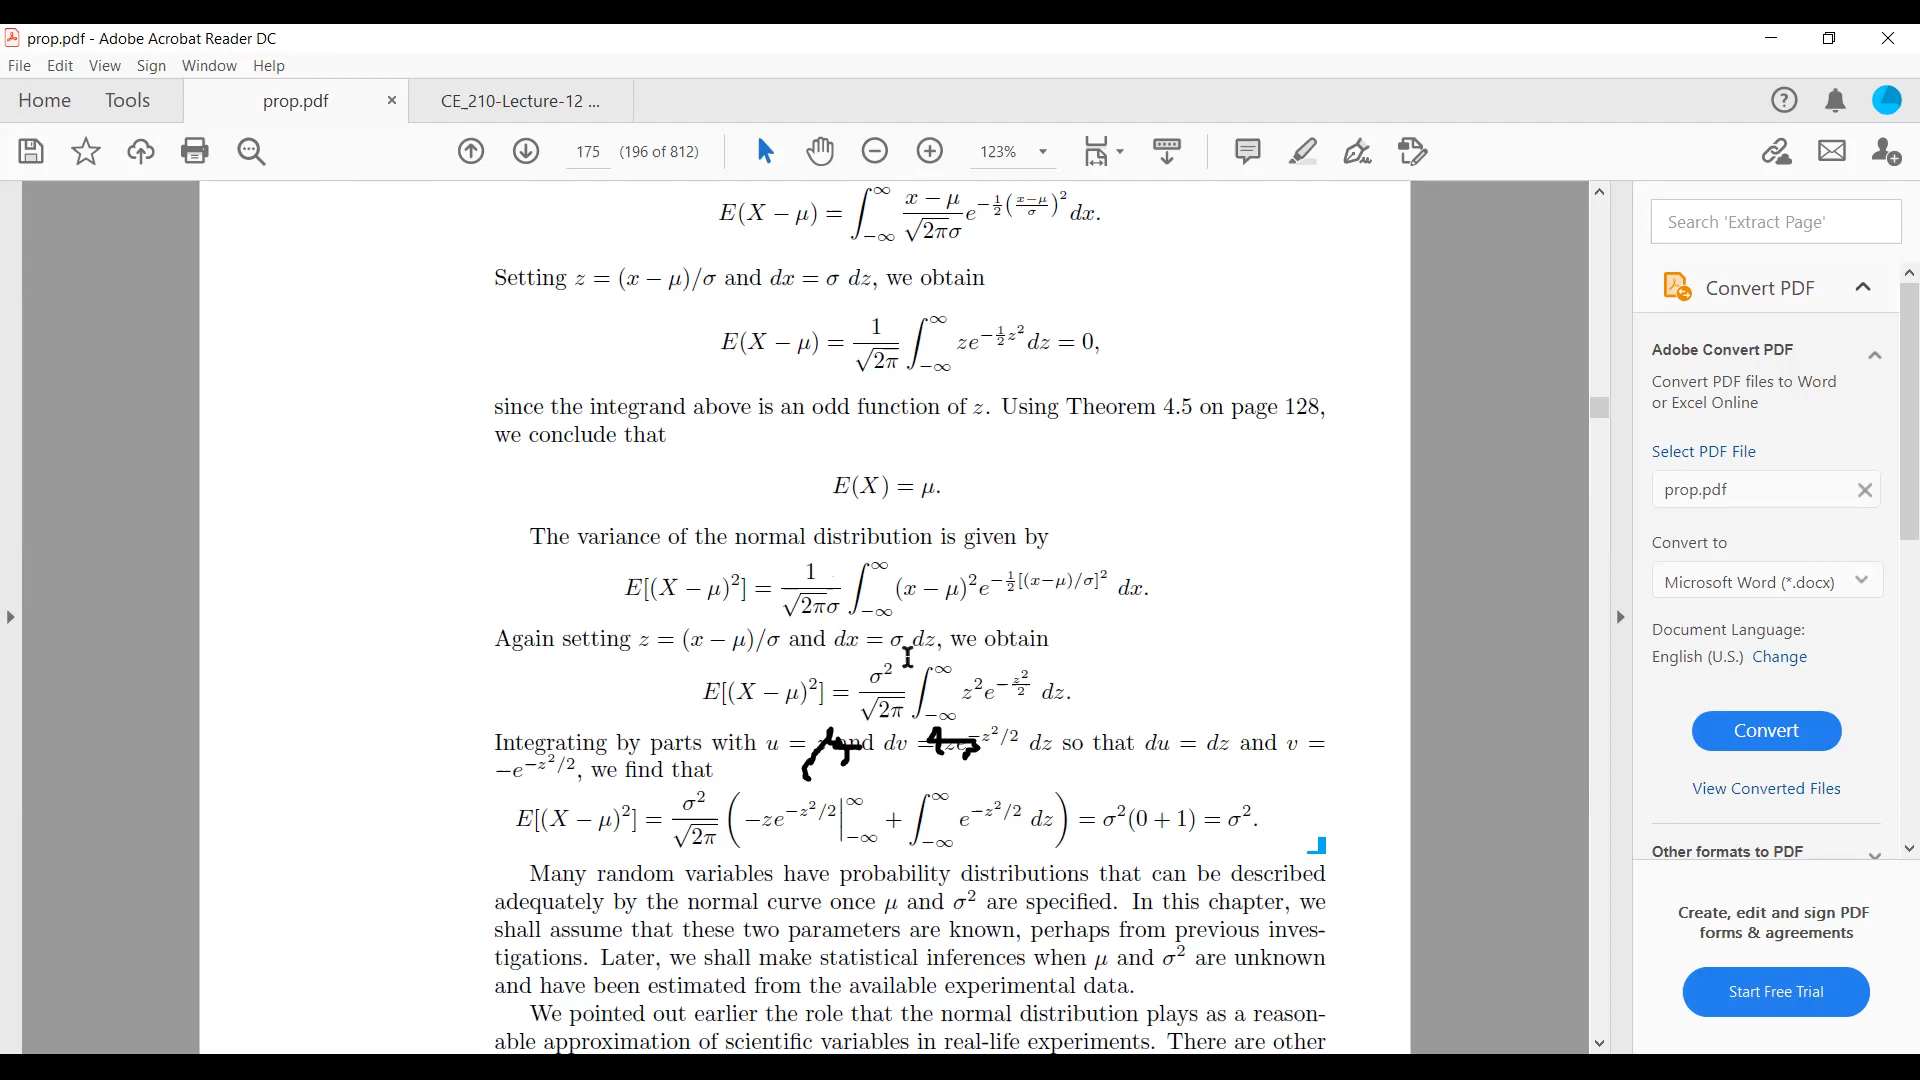 prop.pdf - Adobe Acrobat Reader DC
File Edit View Sign Window Help
Home Tools prop.pdf × CE_210-Lecture-12 ...
175 (196 of 812) 123%
E(X − μ) = ∫_{−∞}^{∞} (x − μ)/(√2πσ) e^{−½((x−μ)/σ)²} dx.
Setting z = (x − μ)/σ and dx = σ dz, we obtain
E(X − μ) = 1/√2π ∫_{−∞}^{∞} ze^{−½z²} dz = 0,
since the integrand above is an odd function of z. Using Theorem 4.5 on page 128,
we conclude that
E(X) = μ.
The variance of the normal distribution is given by
E[(X − μ)²] = 1/(√2πσ) ∫_{−∞}^{∞} (x − μ)²e^{−½[(x−μ)/σ]²} dx.
Again setting z = (x − μ)/σ and dx = σ dz, we obtain
E[(X − μ)²] = σ²/√2π ∫_{−∞}^{∞} z²e^{−z²/2} dz.
Integrating by parts with u = and dv = ze^{−z²/2} dz so that du = dz and v =
−e^{−z²/2}, we find that
E[(X − μ)²] = σ²/√2π (−ze^{−z²/2}|_{−∞}^{∞} + ∫_{−∞}^{∞} e^{−z²/2} dz) = σ²(0 + 1) = σ².
Many random variables have probability distributions that can be described
adequately by the normal curve once μ and σ² are specified. In this chapter, we
shall assume that these two parameters are known, perhaps from previous inves-
tigations. Later, we shall make statistical inferences when μ and σ² are unknown
and have been estimated from the available experimental data.
We pointed out earlier the role that the normal distribution plays as a reason-
able approximation of scientific variables in real-life experiments. There are other
Search 'Extract Page'
Convert PDF
Adobe Convert PDF
Convert PDF files to Word
or Excel Online
Select PDF File
prop.pdf
Convert to
Microsoft Word (*.docx)
Document Language:
English (U.S.) Change
Convert
View Converted Files
Other formats to PDF
Create, edit and sign PDF
forms & agreements
Start Free Trial